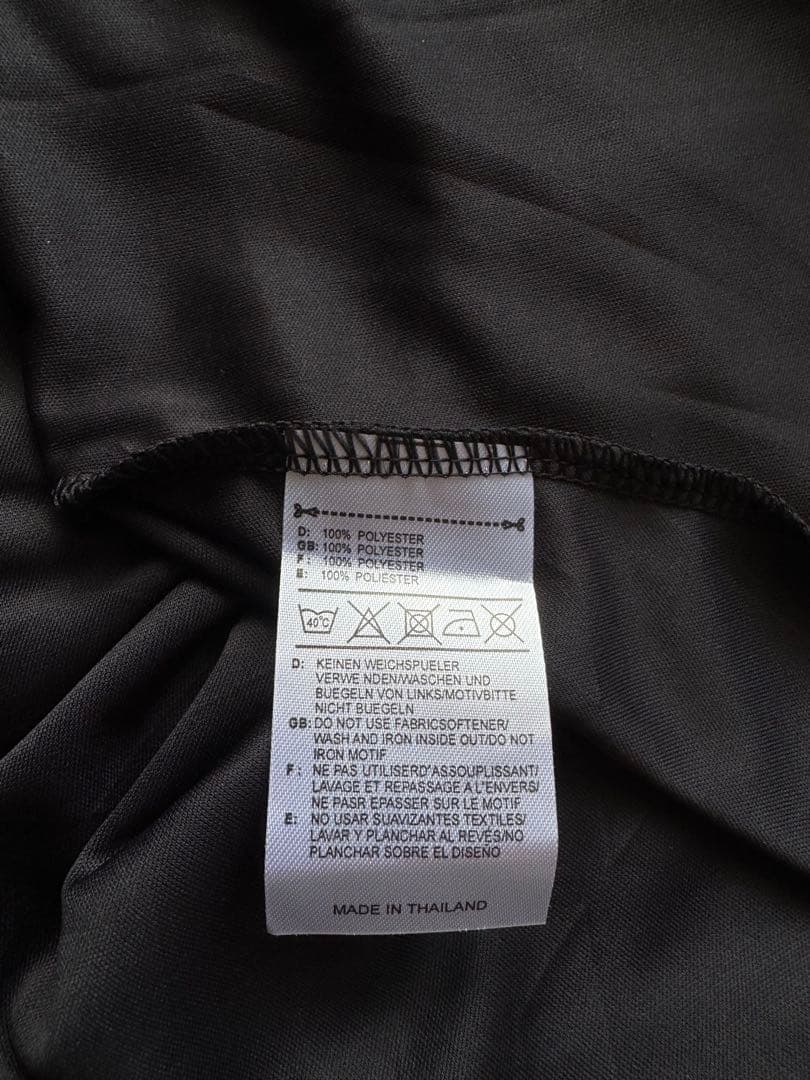 D: 100% POLYESTER
GB: 100% POLYESTER
F: 100% POLYESTER
E: 100% POLIESTER
40°C
D: KEINEN WEICHSPUELER
VERWE NDEN/WASCHEN UND
BUEGELN VON LINKS/MOTIVBITTE
NICHT BUEGELN
GB: DO NOT USE FABRICSOFTENER/
WASH AND IRON INSIDE OUT/DO NOT
IRON MOTIF
F: NE PAS UTILISERD'ASSOUPLISSANT/
LAVAGE ET REPASSAGE A L'ENVERS/
NE PASR EPASSER SUR LE MOTIF
E: NO USAR SUAVIZANTES TEXTILES/
LAVAR Y PLANCHAR AL REVÉS/NO
PLANCHAR SOBRE EL DISEÑO
MADE IN THAILAND